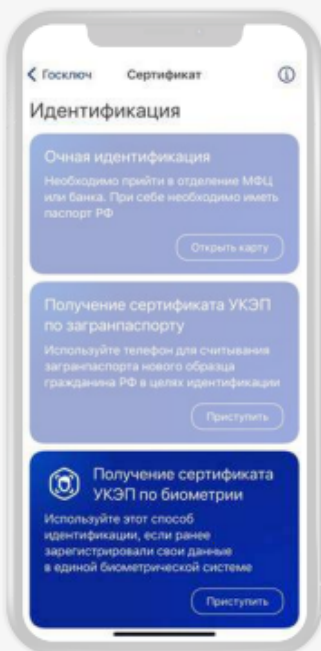 Госключ Сертификат
Идентификация
Очная идентификация
Необходимо прийти в отделение МФЦ
или банка. При себе необходимо иметь
паспорт РФ
Открыть карту
Получение сертификата УКЭП
по загранпаспорту
Используйте телефон для считывания
загранпаспорта нового образца
гражданина РФ в целях идентификации
Приступить
Получение сертификата
УКЭП по биометрии
Используйте этот способ
идентификации, если ранее
зарегистрировали свои данные
в единой биометрической системе
Приступить